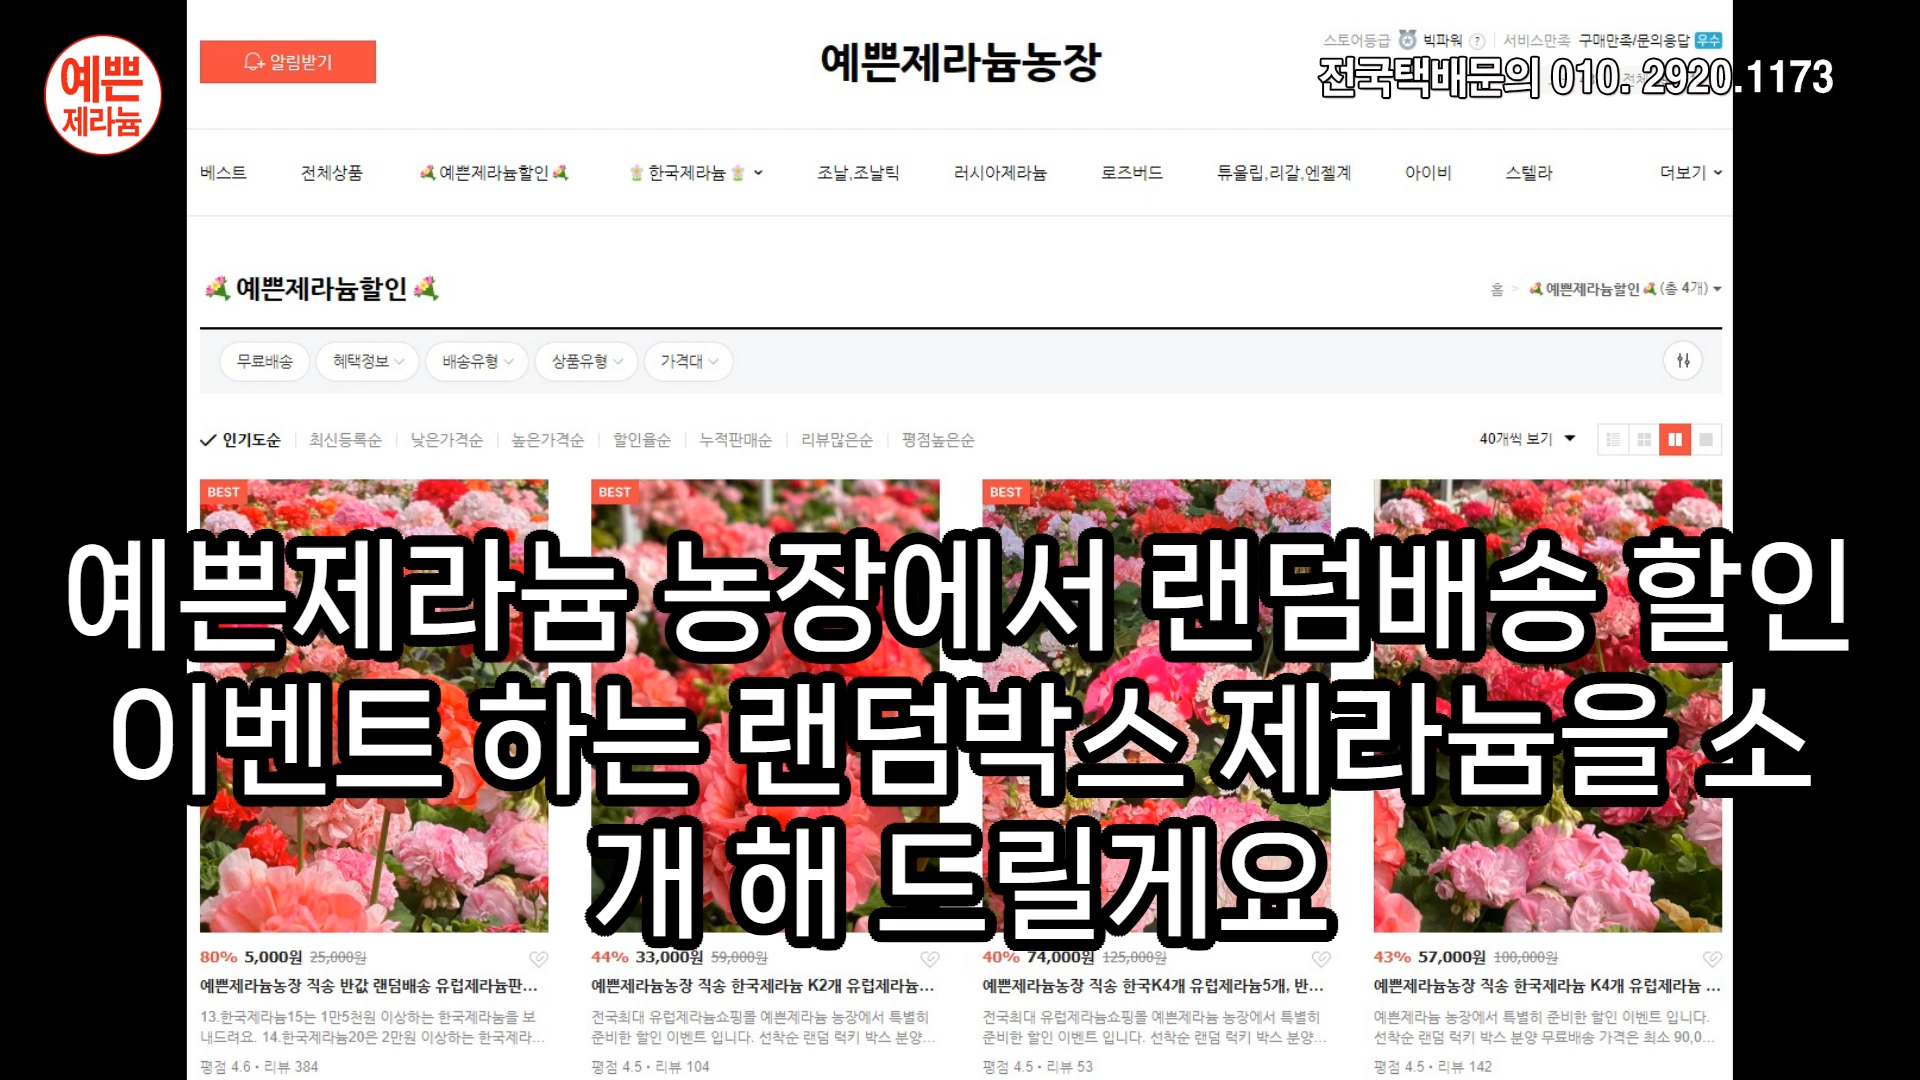 예쁜
제라늄
알림받기
예쁜제라늄농장
스토어등급 빅파워 ? 서비스만족 구매만족/문의응답 우수
전국택배문의 010. 2920.1173
베스트 전체상품 예쁜제라늄할인 한국제라늄 조날,조날틱 러시아제라늄 로즈버드 튜울립,리갈,엔젤계 아이비 스텔라 더보기
예쁜제라늄할인
홈 > 예쁜제라늄할인 (총 4개)
무료배송 혜택정보 배송유형 상품유형 가격대
인기도순 최신등록순 낮은가격순 높은가격순 할인율순 누적판매순 리뷰많은순 평점높은순
40개씩 보기
BEST BEST BEST
예쁜제라늄 농장에서 랜덤배송 할인
이벤트 하는 랜덤박스 제라늄을 소
개 해 드릴게요
80% 5,000원 25,000원
예쁜제라늄농장 직송 반값 랜덤배송 유럽제라늄판...
13.한국제라늄15는 1만5천원 이상하는 한국제라늄을 보
내드려요. 14.한국제라늄20은 2만원 이상하는 한국제라...
평점 4.6 · 리뷰 384
44% 33,000원 59,000원
예쁜제라늄농장 직송 한국제라늄 K2개 유럽제라늄...
전국최대 유럽제라늄쇼핑몰 예쁜제라늄 농장에서 특별히
준비한 할인 이벤트 입니다. 선착순 랜덤 럭키 박스 분양...
평점 4.5 · 리뷰 104
40% 74,000원 125,000원
예쁜제라늄농장 직송 한국K4개 유럽제라늄5개, 반...
전국최대 유럽제라늄쇼핑몰 예쁜제라늄 농장에서 특별히
준비한 할인 이벤트 입니다. 선착순 랜덤 럭키 박스 분양...
평점 4.5 · 리뷰 53
43% 57,000원 100,000원
예쁜제라늄농장 직송 한국제라늄 K4개 유럽제라늄 ...
예쁜제라늄 농장에서 특별히 준비한 할인 이벤트 입니다.
선착순 랜덤 럭키 박스 분양 무료배송 가격은 최소 90,0...
평점 4.5 · 리뷰 142